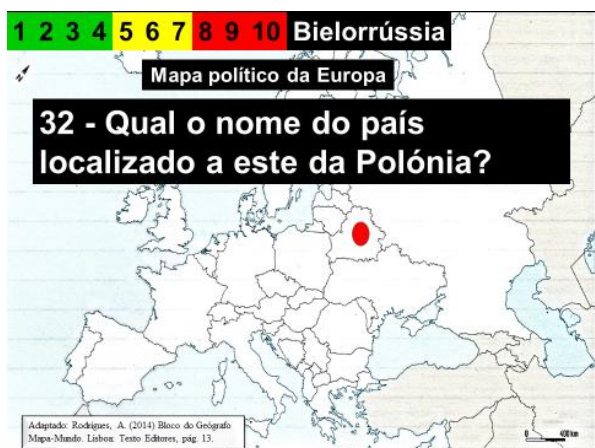 1 2 3 4 5 6 7 8 9 10 Bielorrússia
Mapa político da Europa
32 - Qual o nome do país
localizado a este da Polónia?
Adaptado: Rodrigues, A. (2014) Bloco do Geógrafo
Mapa-Mundo. Lisboa: Texto Editores, pág. 13.
0 400 km